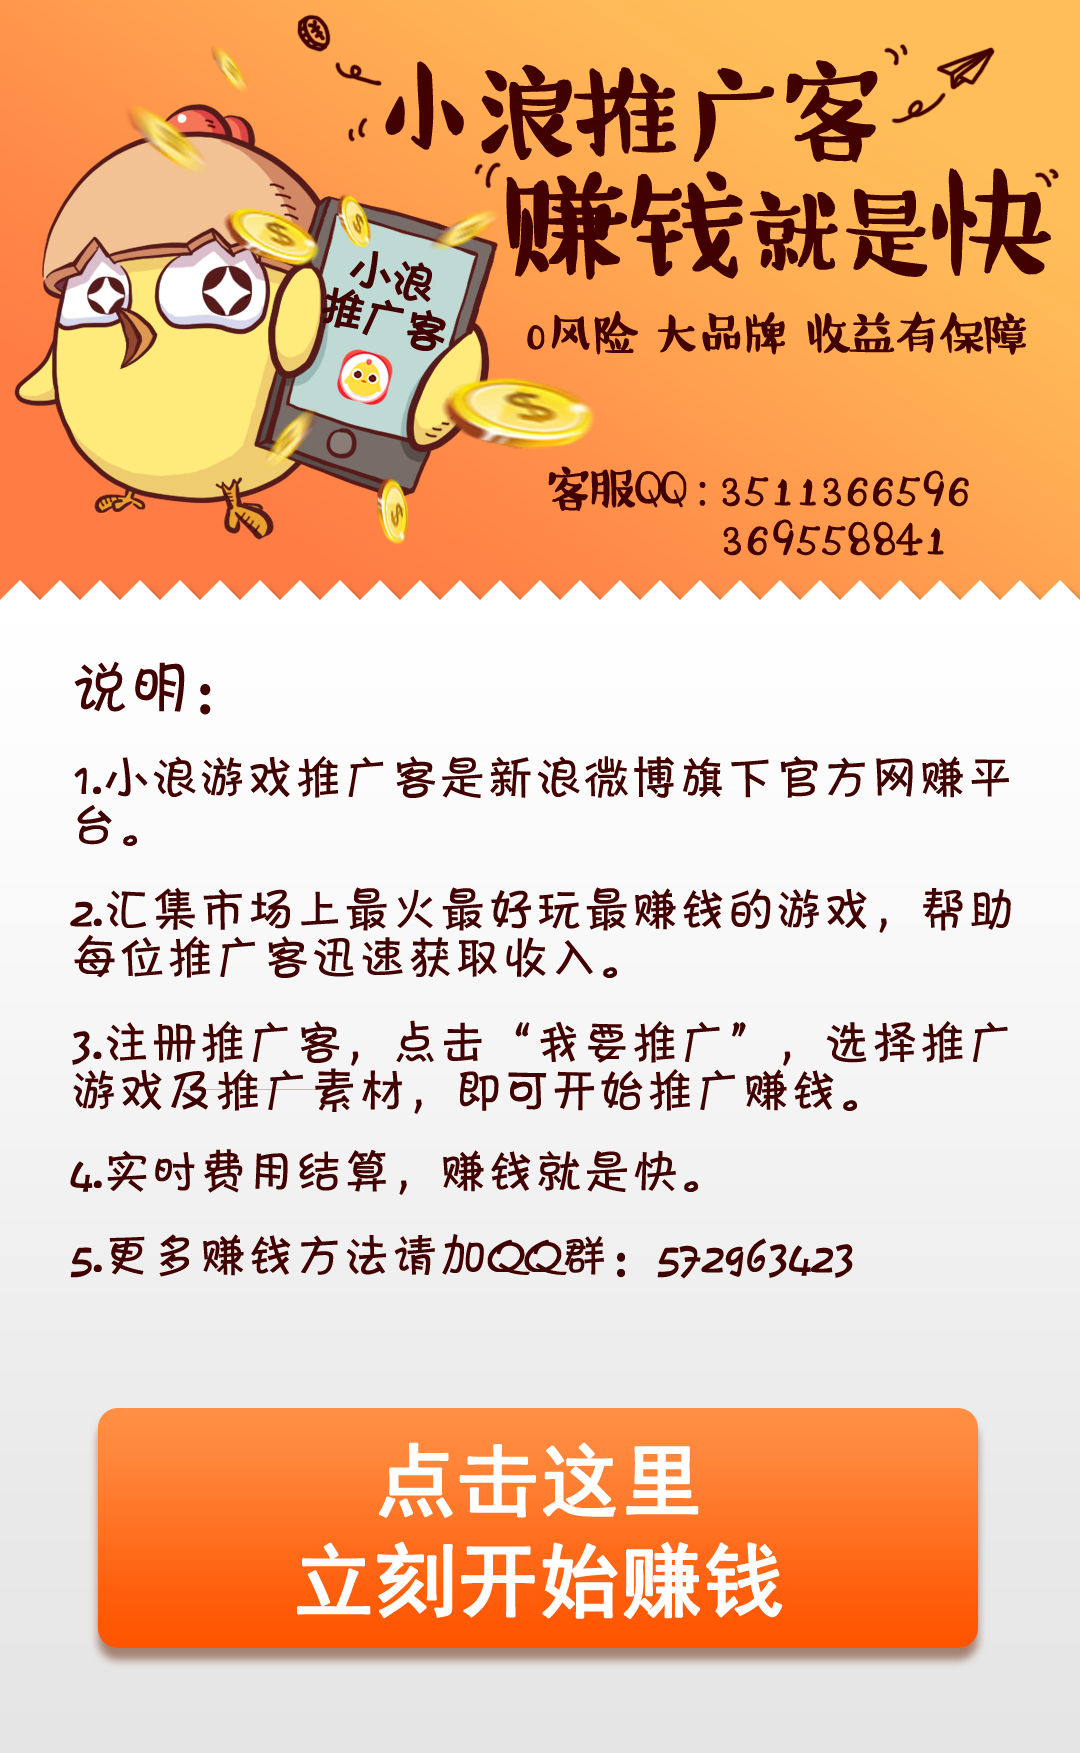 小浪推广客
赚钱就是快
0风险 大品牌 收益有保障
小浪
推广客
客服QQ：3511366596
369558841
说明：
1.小浪游戏推广客是新浪微博旗下官方网赚平
台。
2.汇集市场上最火最好玩最赚钱的游戏，帮助
每位推广客迅速获取收入。
3.注册推广客，点击“我要推广”，选择推广
游戏及推广素材，即可开始推广赚钱。
4.实时费用结算，赚钱就是快。
5.更多赚钱方法请加QQ群：572963423
点击这里
立刻开始赚钱